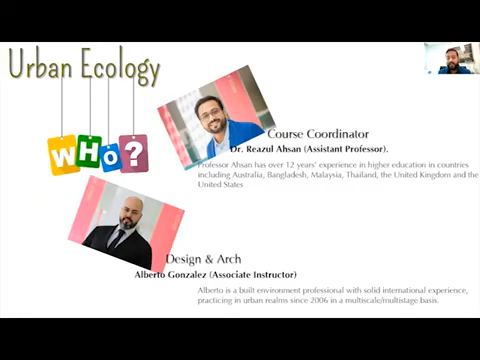 Urban Ecology
WHO?
Course Coordinator
Dr. Reazul Ahsan (Assistant Professor).
Professor Ahsan has over 12 years' experience in higher education in countries
including Australia, Bangladesh, Malaysia, Thailand, the United Kingdom and the
United States
Design & Arch
Alberto Gonzalez (Associate Instructor)
Alberto is a built environment professional with solid international experience,
practicing in urban realms since 2006 in a multiscale/multistage basis.